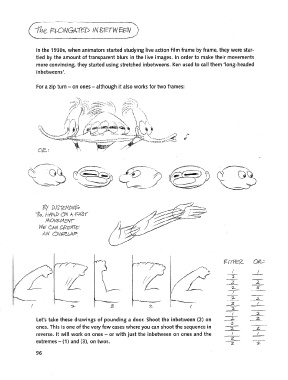 The ELONGATED INBETWEEN
In the 1930s, when animators started studying live action film frame by frame, they were star-
tled by the amount of transparent blurs in the live images. In order to make their movements
more convincing, they started using stretched inbetweens. Ken used to call them 'long-headed
inbetweens'.
For a zip turn – on ones – although it also works for two frames:
OR:
BY DISTENDING
THE HAND ON A FAST
MOVEMENT
WE CAN CREATE
AN OVERLAP
EITHER OR:
1 3 2 2 1
Let's take these drawings of pounding a door. Shoot the inbetween (2) on
ones. This is one of the very few cases where you can shoot the sequence in
reverse. It will work on ones – or with just the inbetween on ones and the
extremes – (1) and (3), on twos.
96